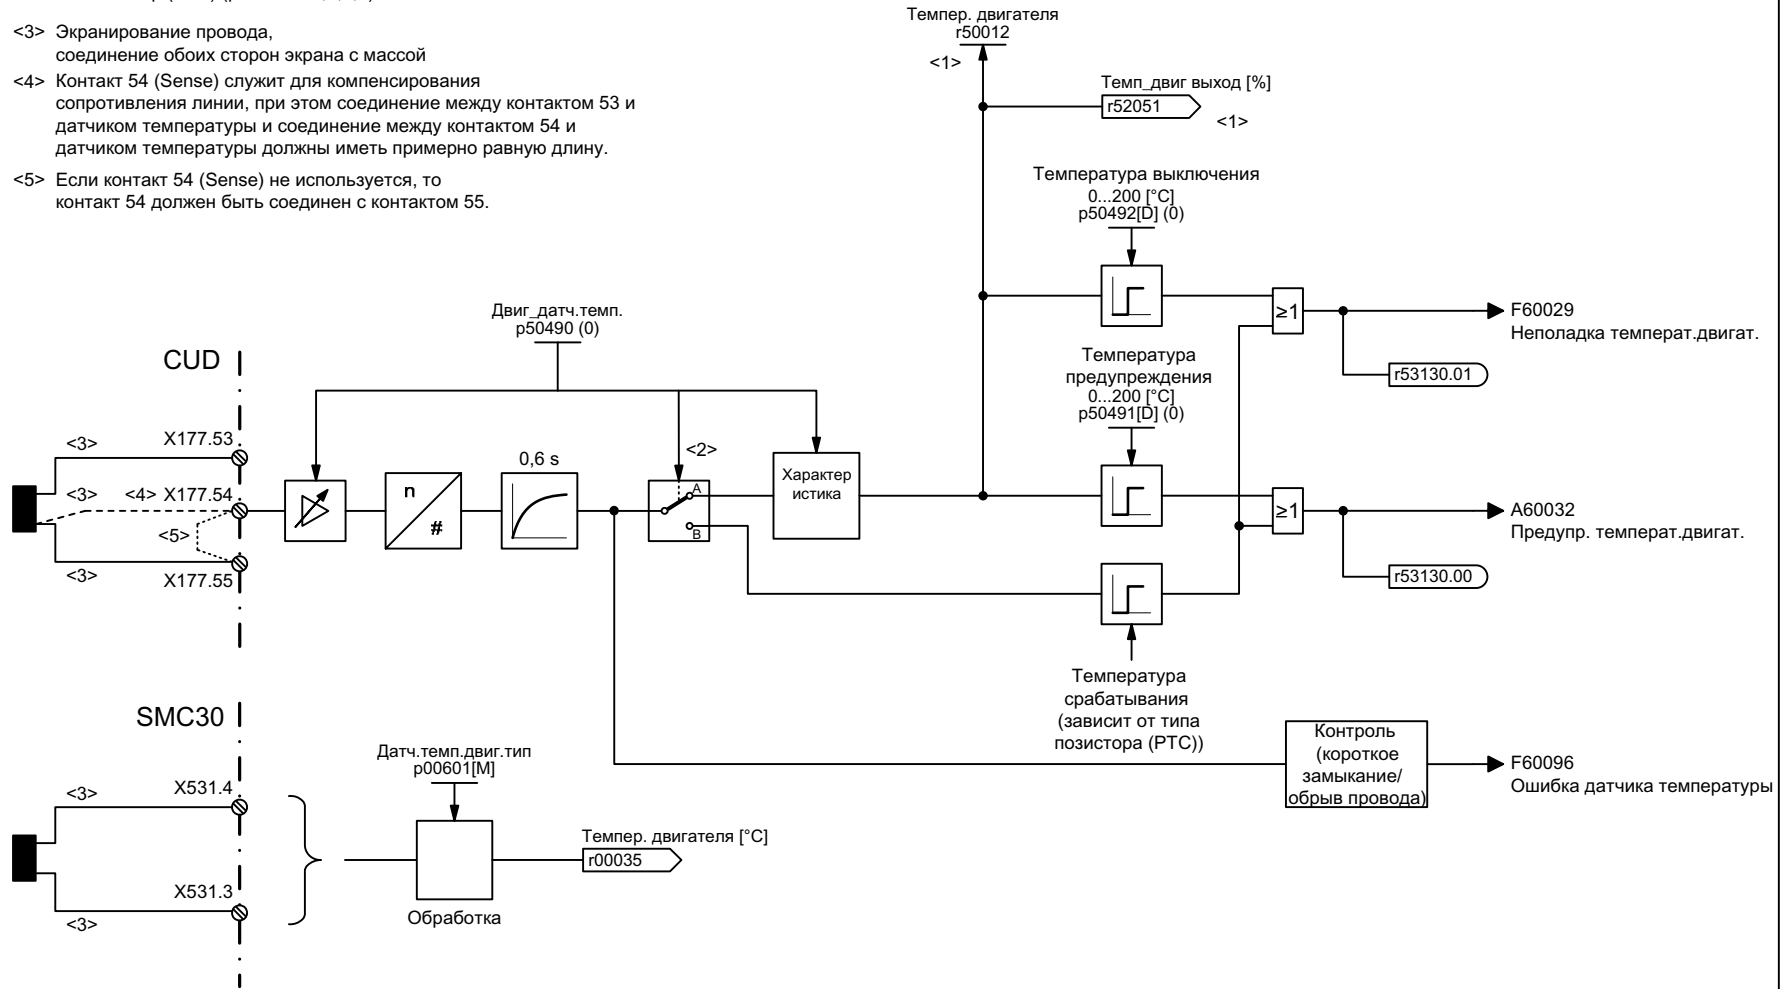 <3> Экранирование провода,
соединение обоих сторон экрана с массой
<4> Контакт 54 (Sense) служит для компенсирования
сопротивления линии, при этом соединение между контактом 53 и
датчиком температуры и соединение между контактом 54 и
датчиком температуры должны иметь примерно равную длину.
<5> Если контакт 54 (Sense) не используется, то
контакт 54 должен быть соединен с контактом 55.
Темпер. двигателя
r50012
<1>
Темп_двиг выход [%]
r52051
<1>
Температура выключения
0...200 [°C]
p50492[D] (0)
≥1
F60029
Неполадка температ.двигат.
r53130.01
Двиг_датч.темп.
p50490 (0)
Температура
предупреждения
0...200 [°C]
p50491[D] (0)
CUD
<3>
X177.53
<3>
<4> X177.54
<5>
<3>
X177.55
n
#
0,6 s
<2>
A
B
Характер
истика
≥1
A60032
Предупр. температ.двигат.
r53130.00
Температура
срабатывания
(зависит от типа
позистора (PTC))
Контроль
(короткое
замыкание/
обрыв провода)
F60096
Ошибка датчика температуры
SMC30
<3>
X531.4
X531.3
<3>
Датч.темп.двиг.тип
p00601[M]
Обработка
Темпер. двигателя [°C]
r00035